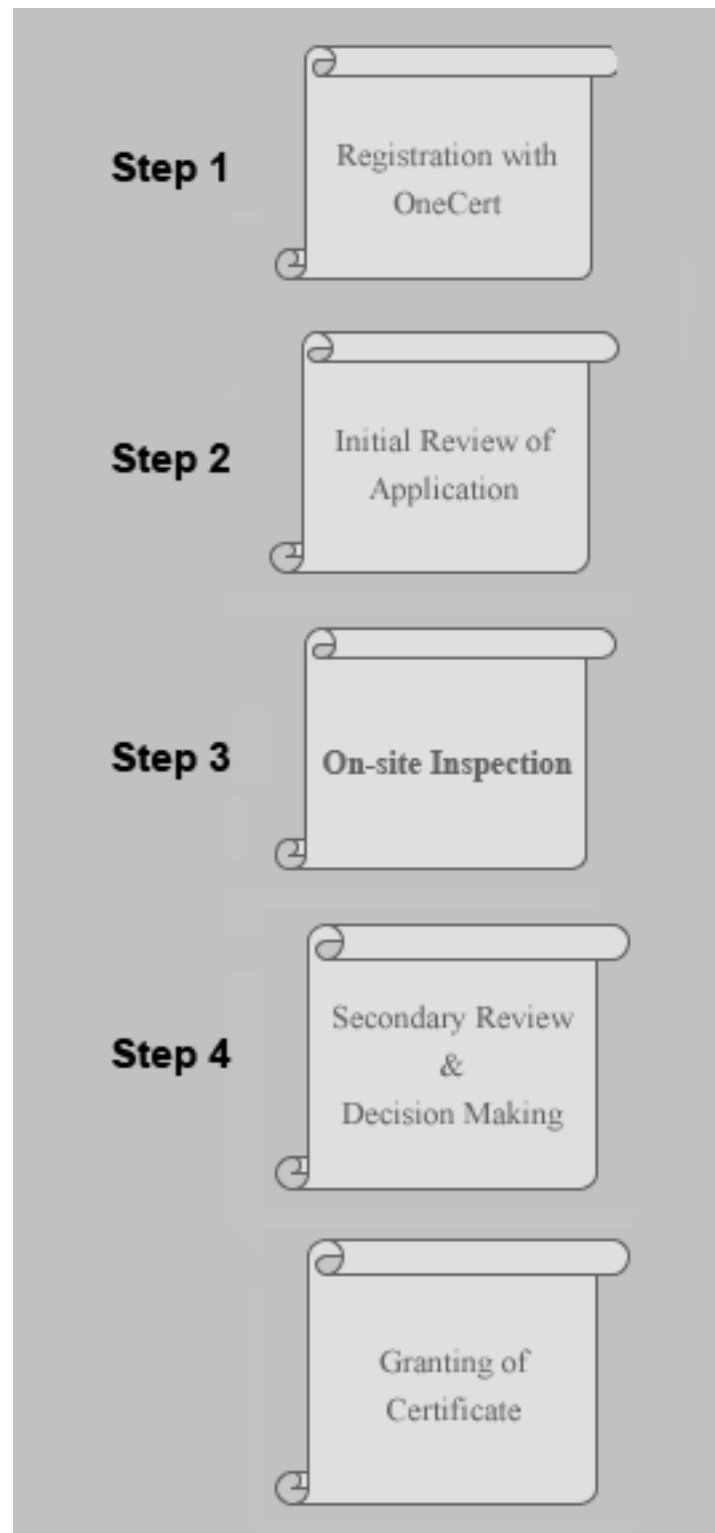 Step 1
Registration with
OneCert
Step 2
Initial Review of
Application
Step 3
On-site Inspection
Step 4
Secondary Review
&
Decision Making
Granting of
Certificate